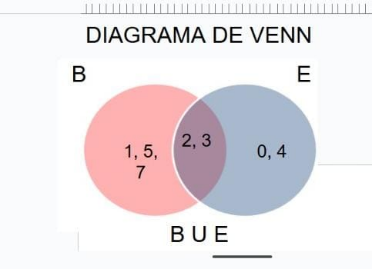 DIAGRAMA DE VENN
B E
1, 5, 2, 3 0, 4
7
B U E